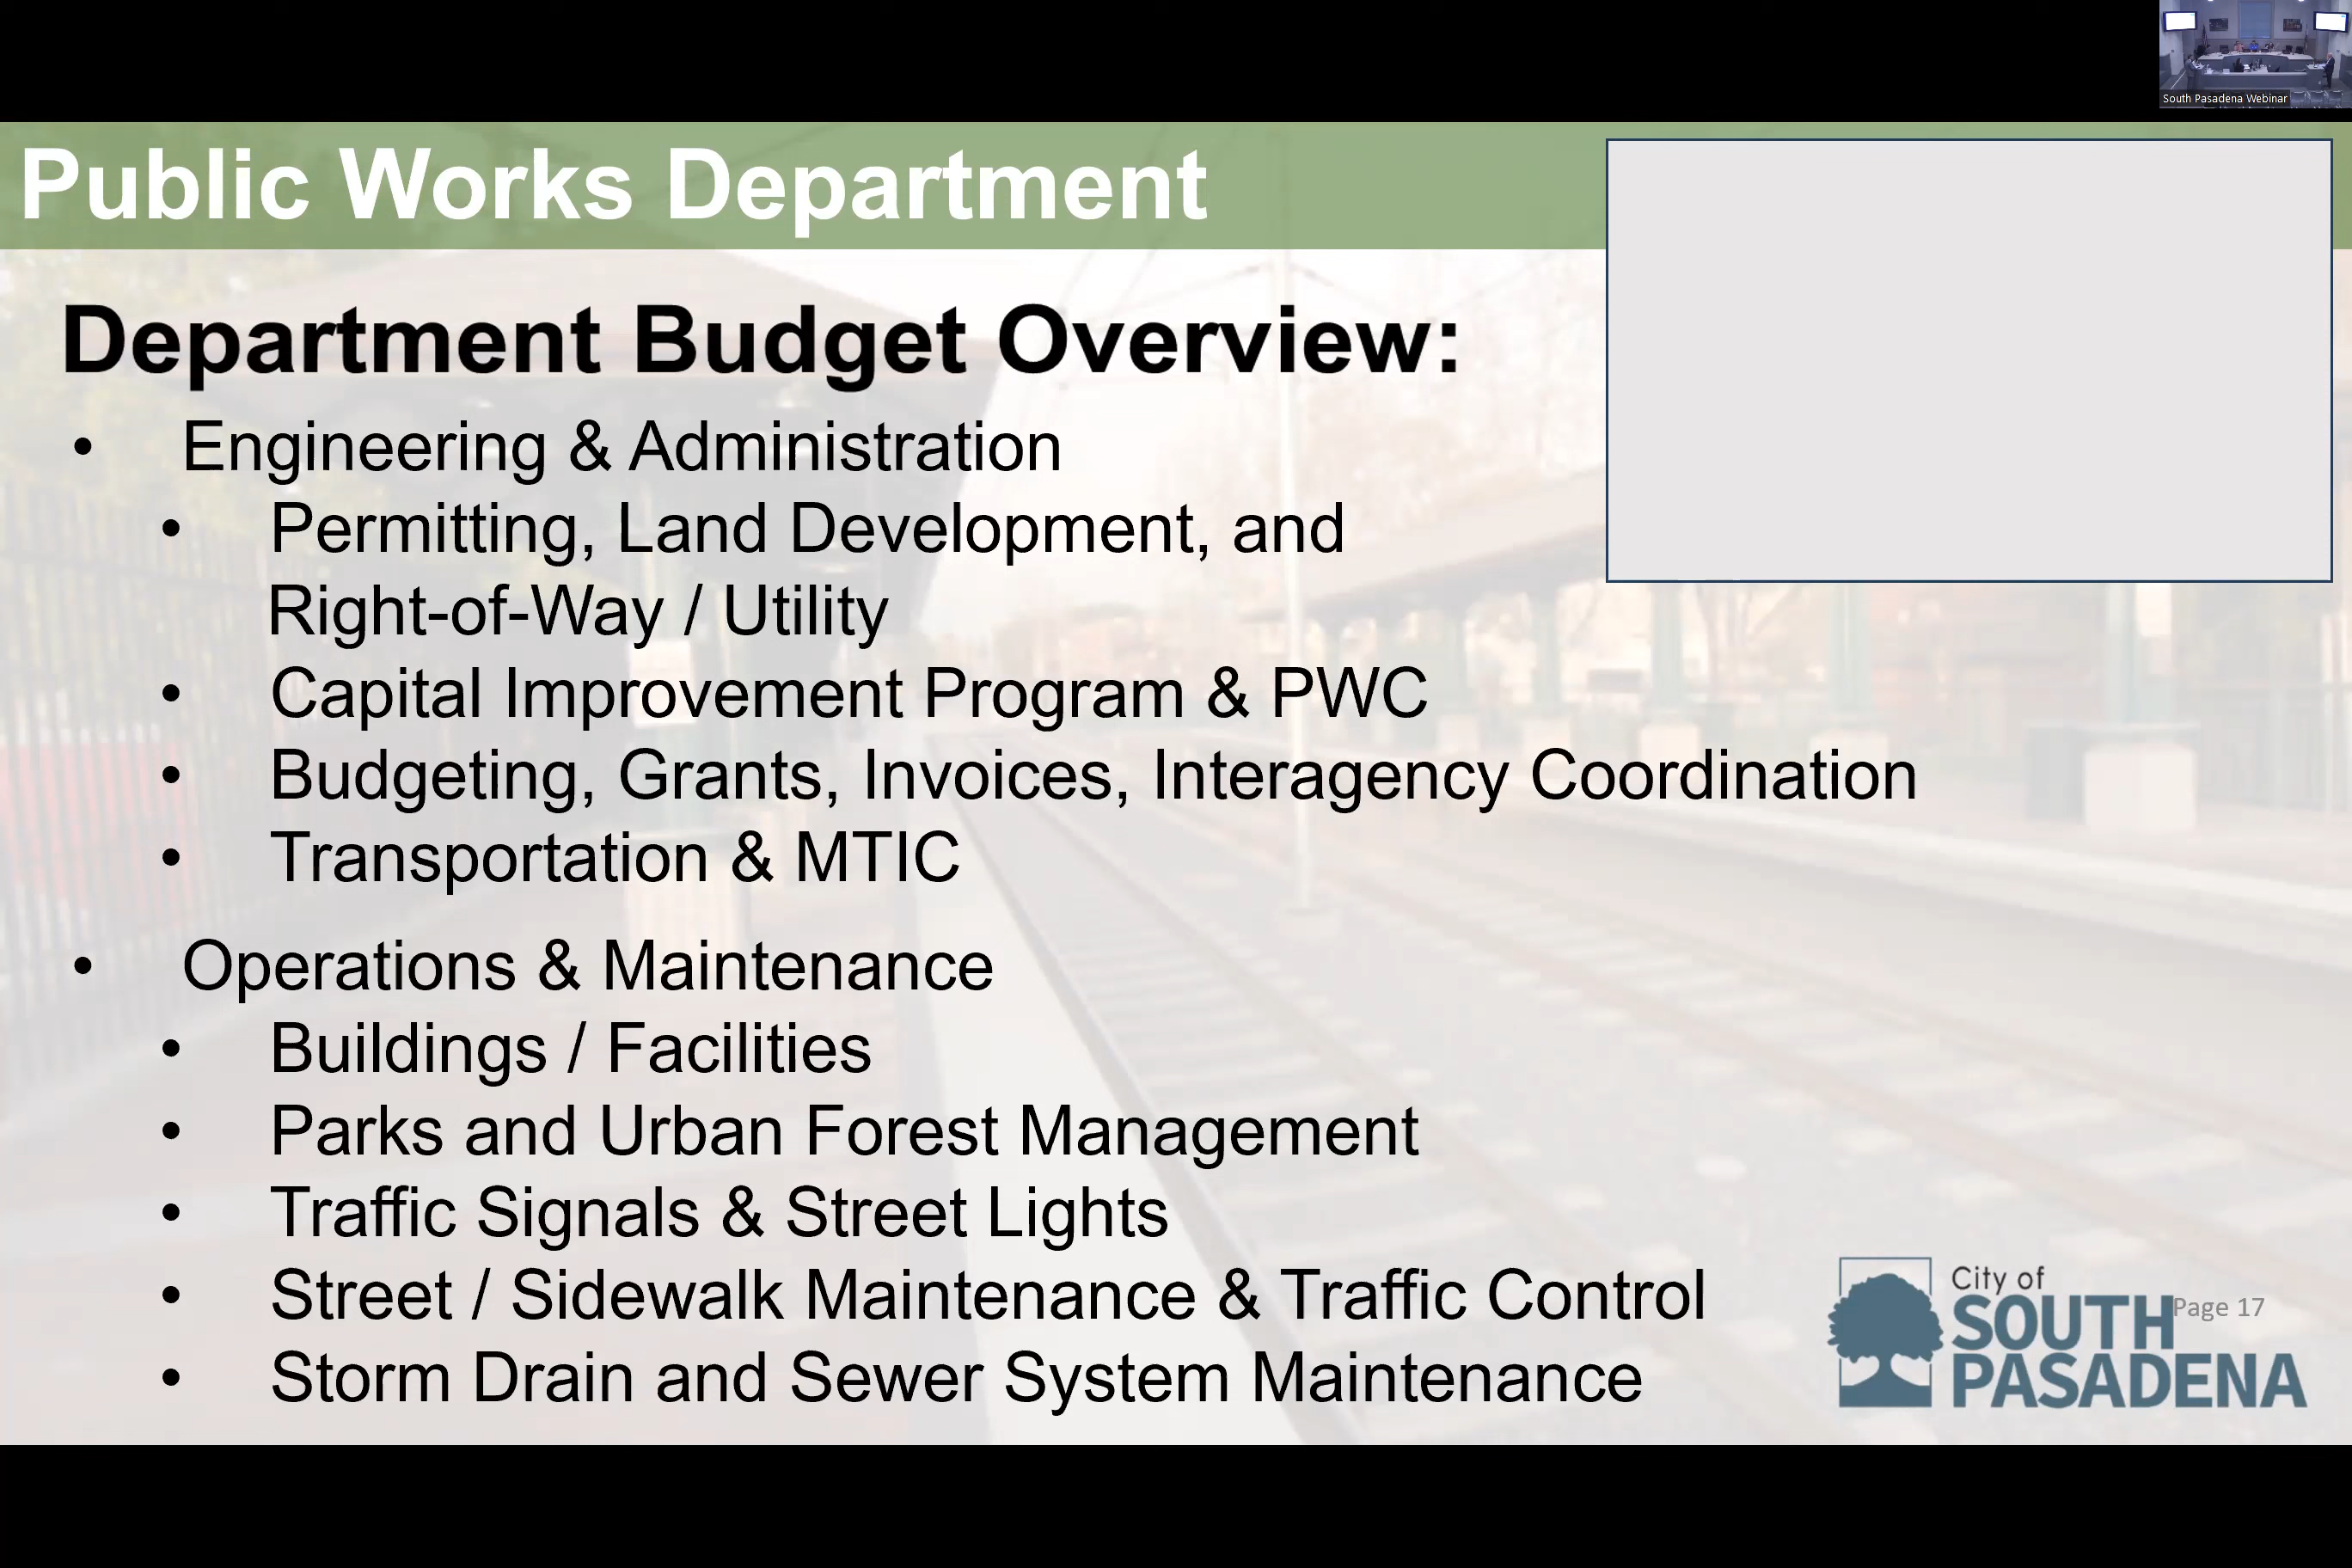 South Pasadena Webinar
Public Works Department
Department Budget Overview:
• Engineering & Administration
• Permitting, Land Development, and
Right-of-Way / Utility
• Capital Improvement Program & PWC
• Budgeting, Grants, Invoices, Interagency Coordination
• Transportation & MTIC
• Operations & Maintenance
• Buildings / Facilities
• Parks and Urban Forest Management
• Traffic Signals & Street Lights
• Street / Sidewalk Maintenance & Traffic Control
• Storm Drain and Sewer System Maintenance
City of
SOUTH
PASADENA
Page 17